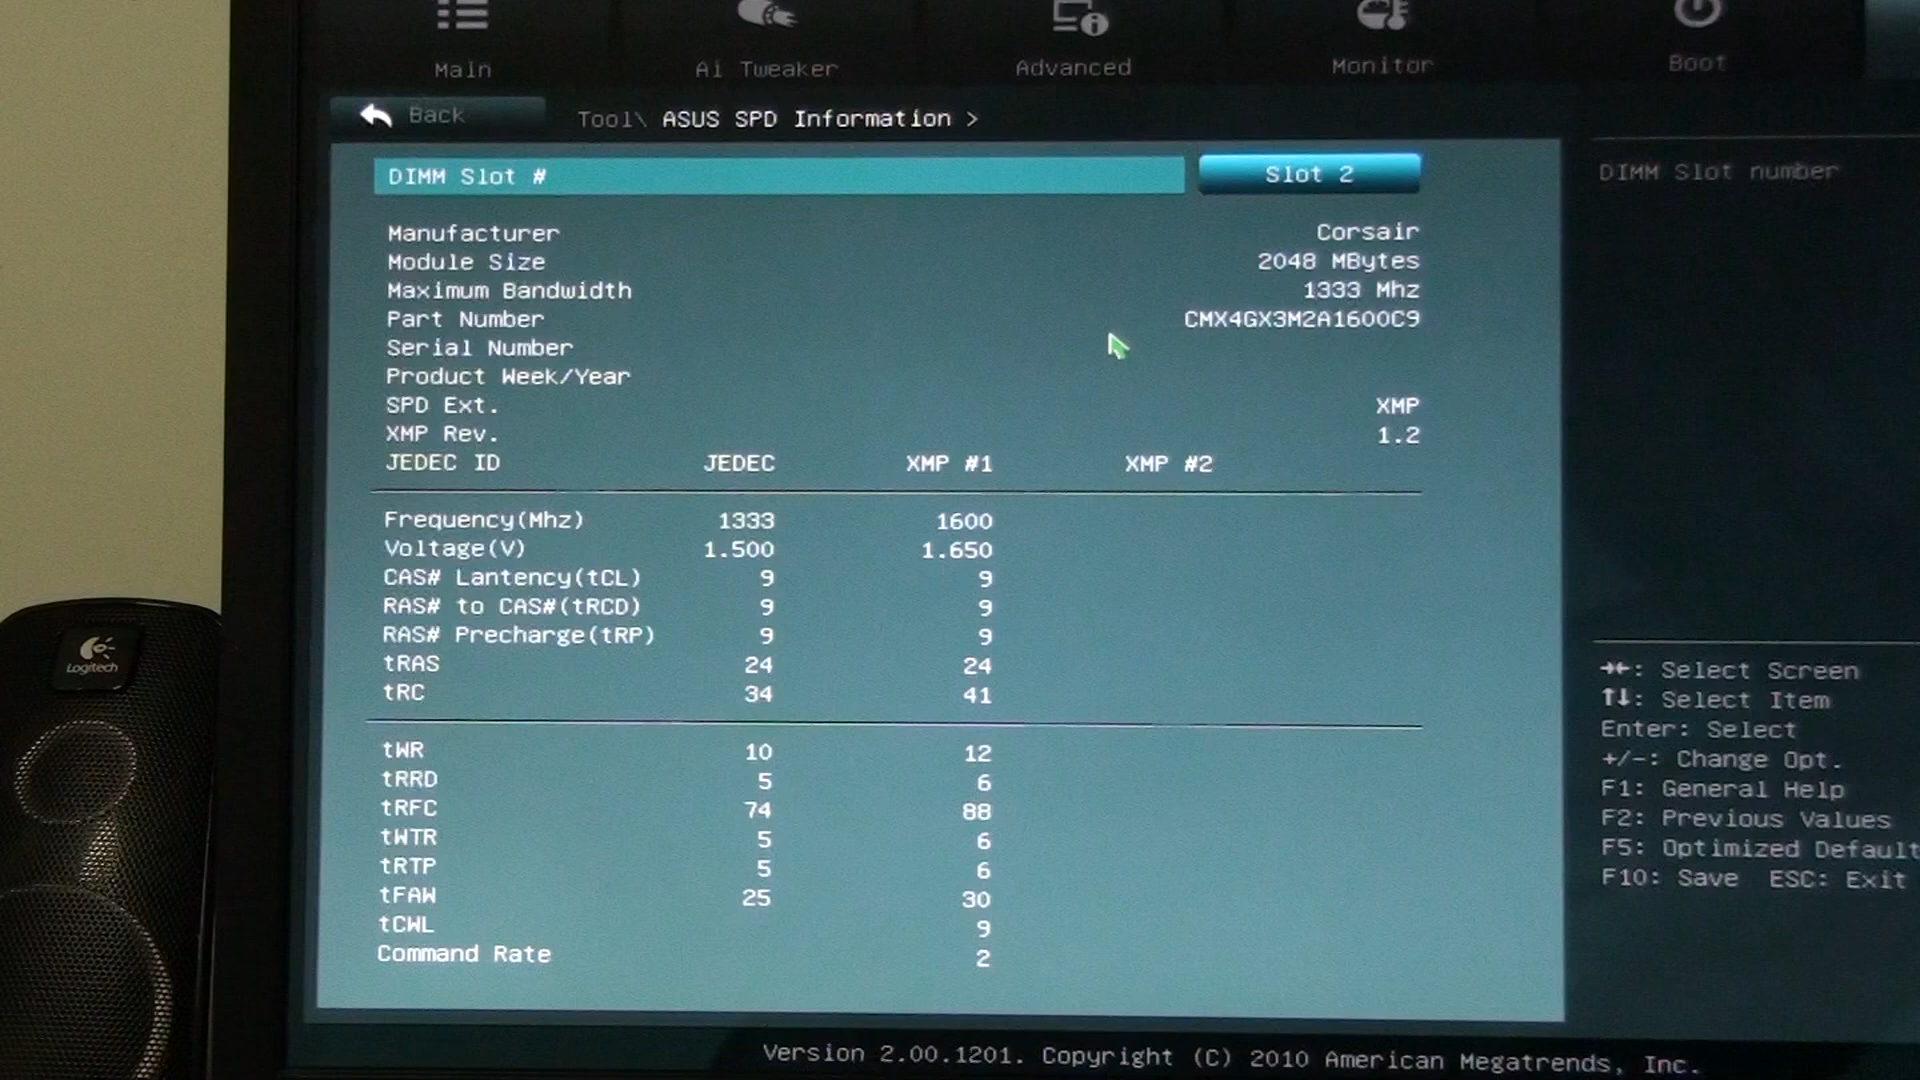 Main Ai Tweaker Advanced Monitor Boot
Back Tool\ ASUS SPD Information >
DIMM Slot # Slot 2
DIMM Slot number
Manufacturer Corsair
Module Size 2048 MBytes
Maximum Bandwidth 1333 Mhz
Part Number CMX4GX3M2A1600C9
Serial Number
Product Week/Year
SPD Ext. XMP
XMP Rev. 1.2
JEDEC ID JEDEC XMP #1 XMP #2
Frequency(Mhz) 1333 1600
Voltage(V) 1.500 1.650
CAS# Lantency(tCL) 9 9
RAS# to CAS#(tRCD) 9 9
RAS# Precharge(tRP) 9 9
tRAS 24 24
tRC 34 41
tWR 10 12
tRRD 5 6
tRFC 74 88
tWTR 5 6
tRTP 5 6
tFAW 25 30
tCWL 9
Command Rate 2
→←: Select Screen
↑↓: Select Item
Enter: Select
+/-: Change Opt.
F1: General Help
F2: Previous Values
F5: Optimized Default
F10: Save ESC: Exit
Version 2.00.1201. Copyright (C) 2010 American Megatrends, Inc.
Logitech